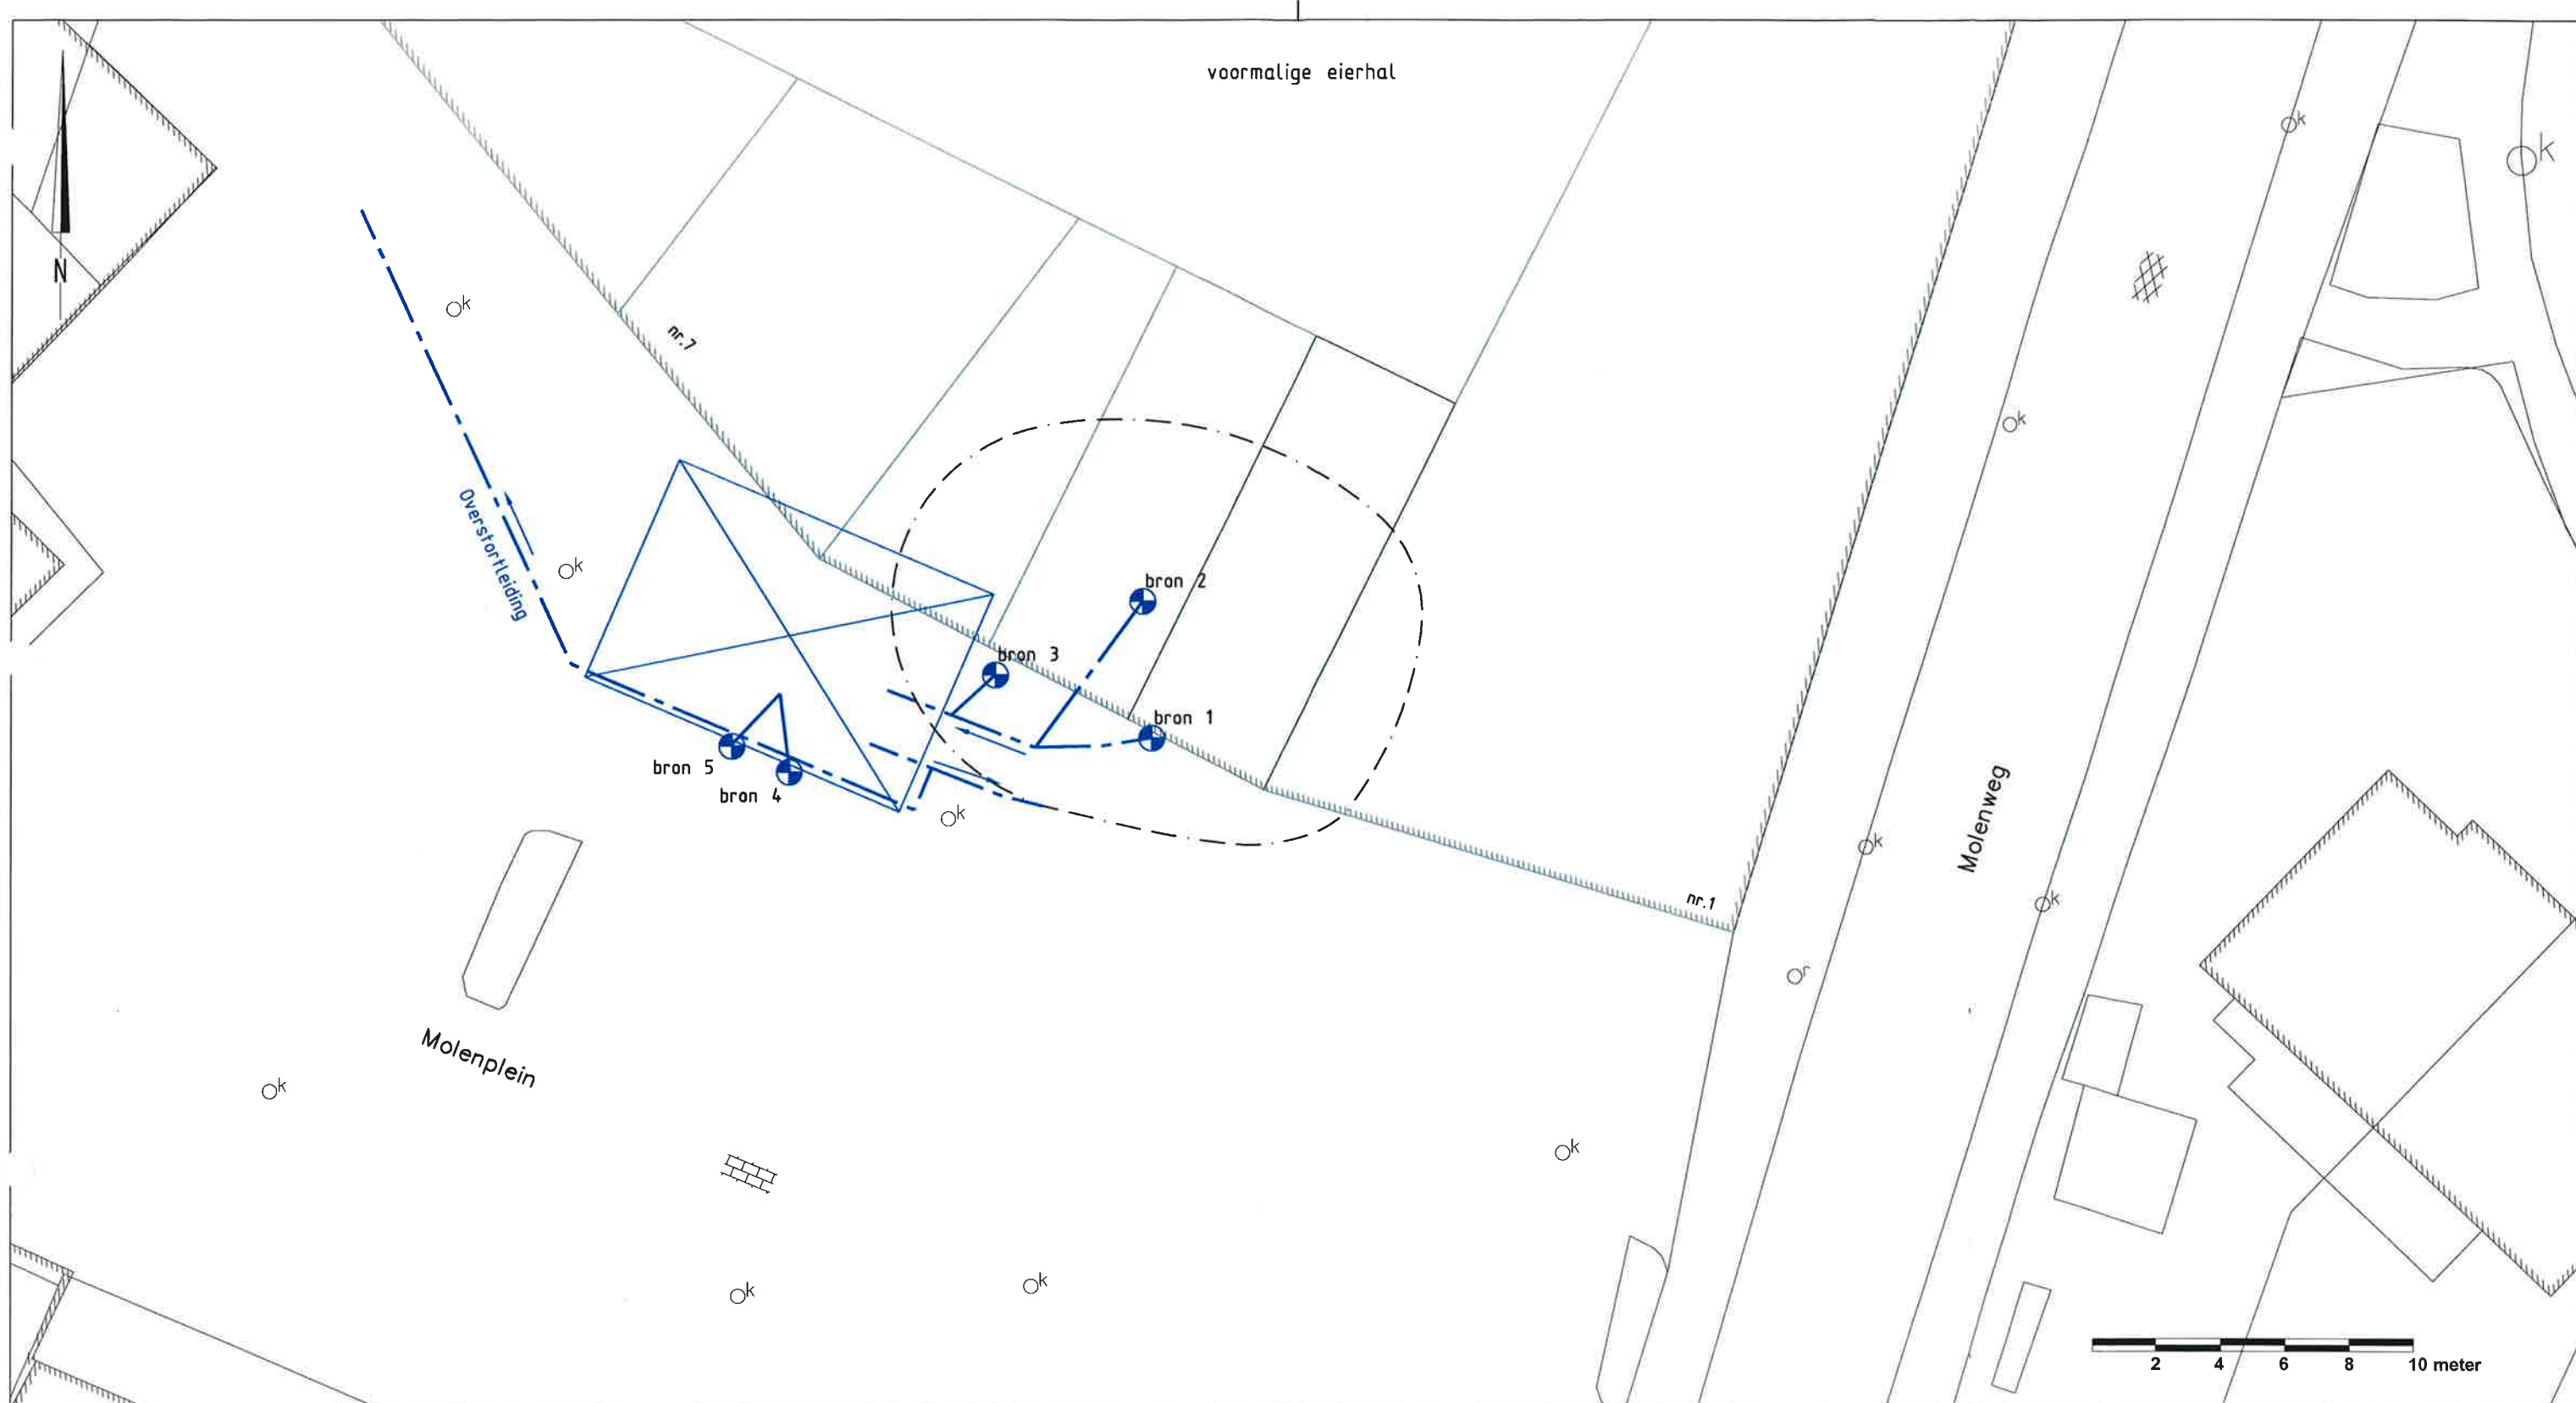 voormalige eierhal
k
k
N
k
nr.7
k
Overstortleiding
k
bron 2
bron 3
bron 1
bron 5
bron 4
k
Molenweg
k
nr.1
k
r
Molenplein
k
k
k
k
2 4 6 8 10 meter